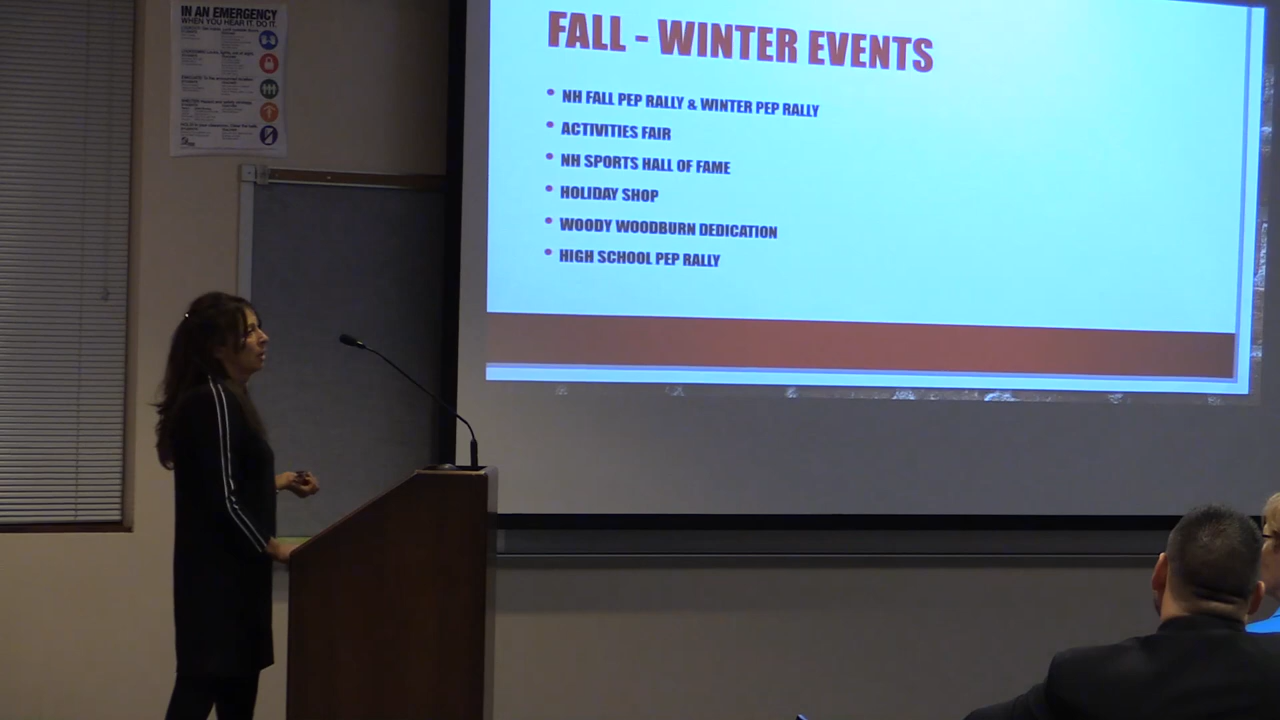 IN AN EMERGENCY
WHEN YOU HEAR IT. DO IT.
FALL - WINTER EVENTS
• NH FALL PEP RALLY & WINTER PEP RALLY
• ACTIVITIES FAIR
• NH SPORTS HALL OF FAME
• HOLIDAY SHOP
• WOODY WOODBURN DEDICATION
• HIGH SCHOOL PEP RALLY